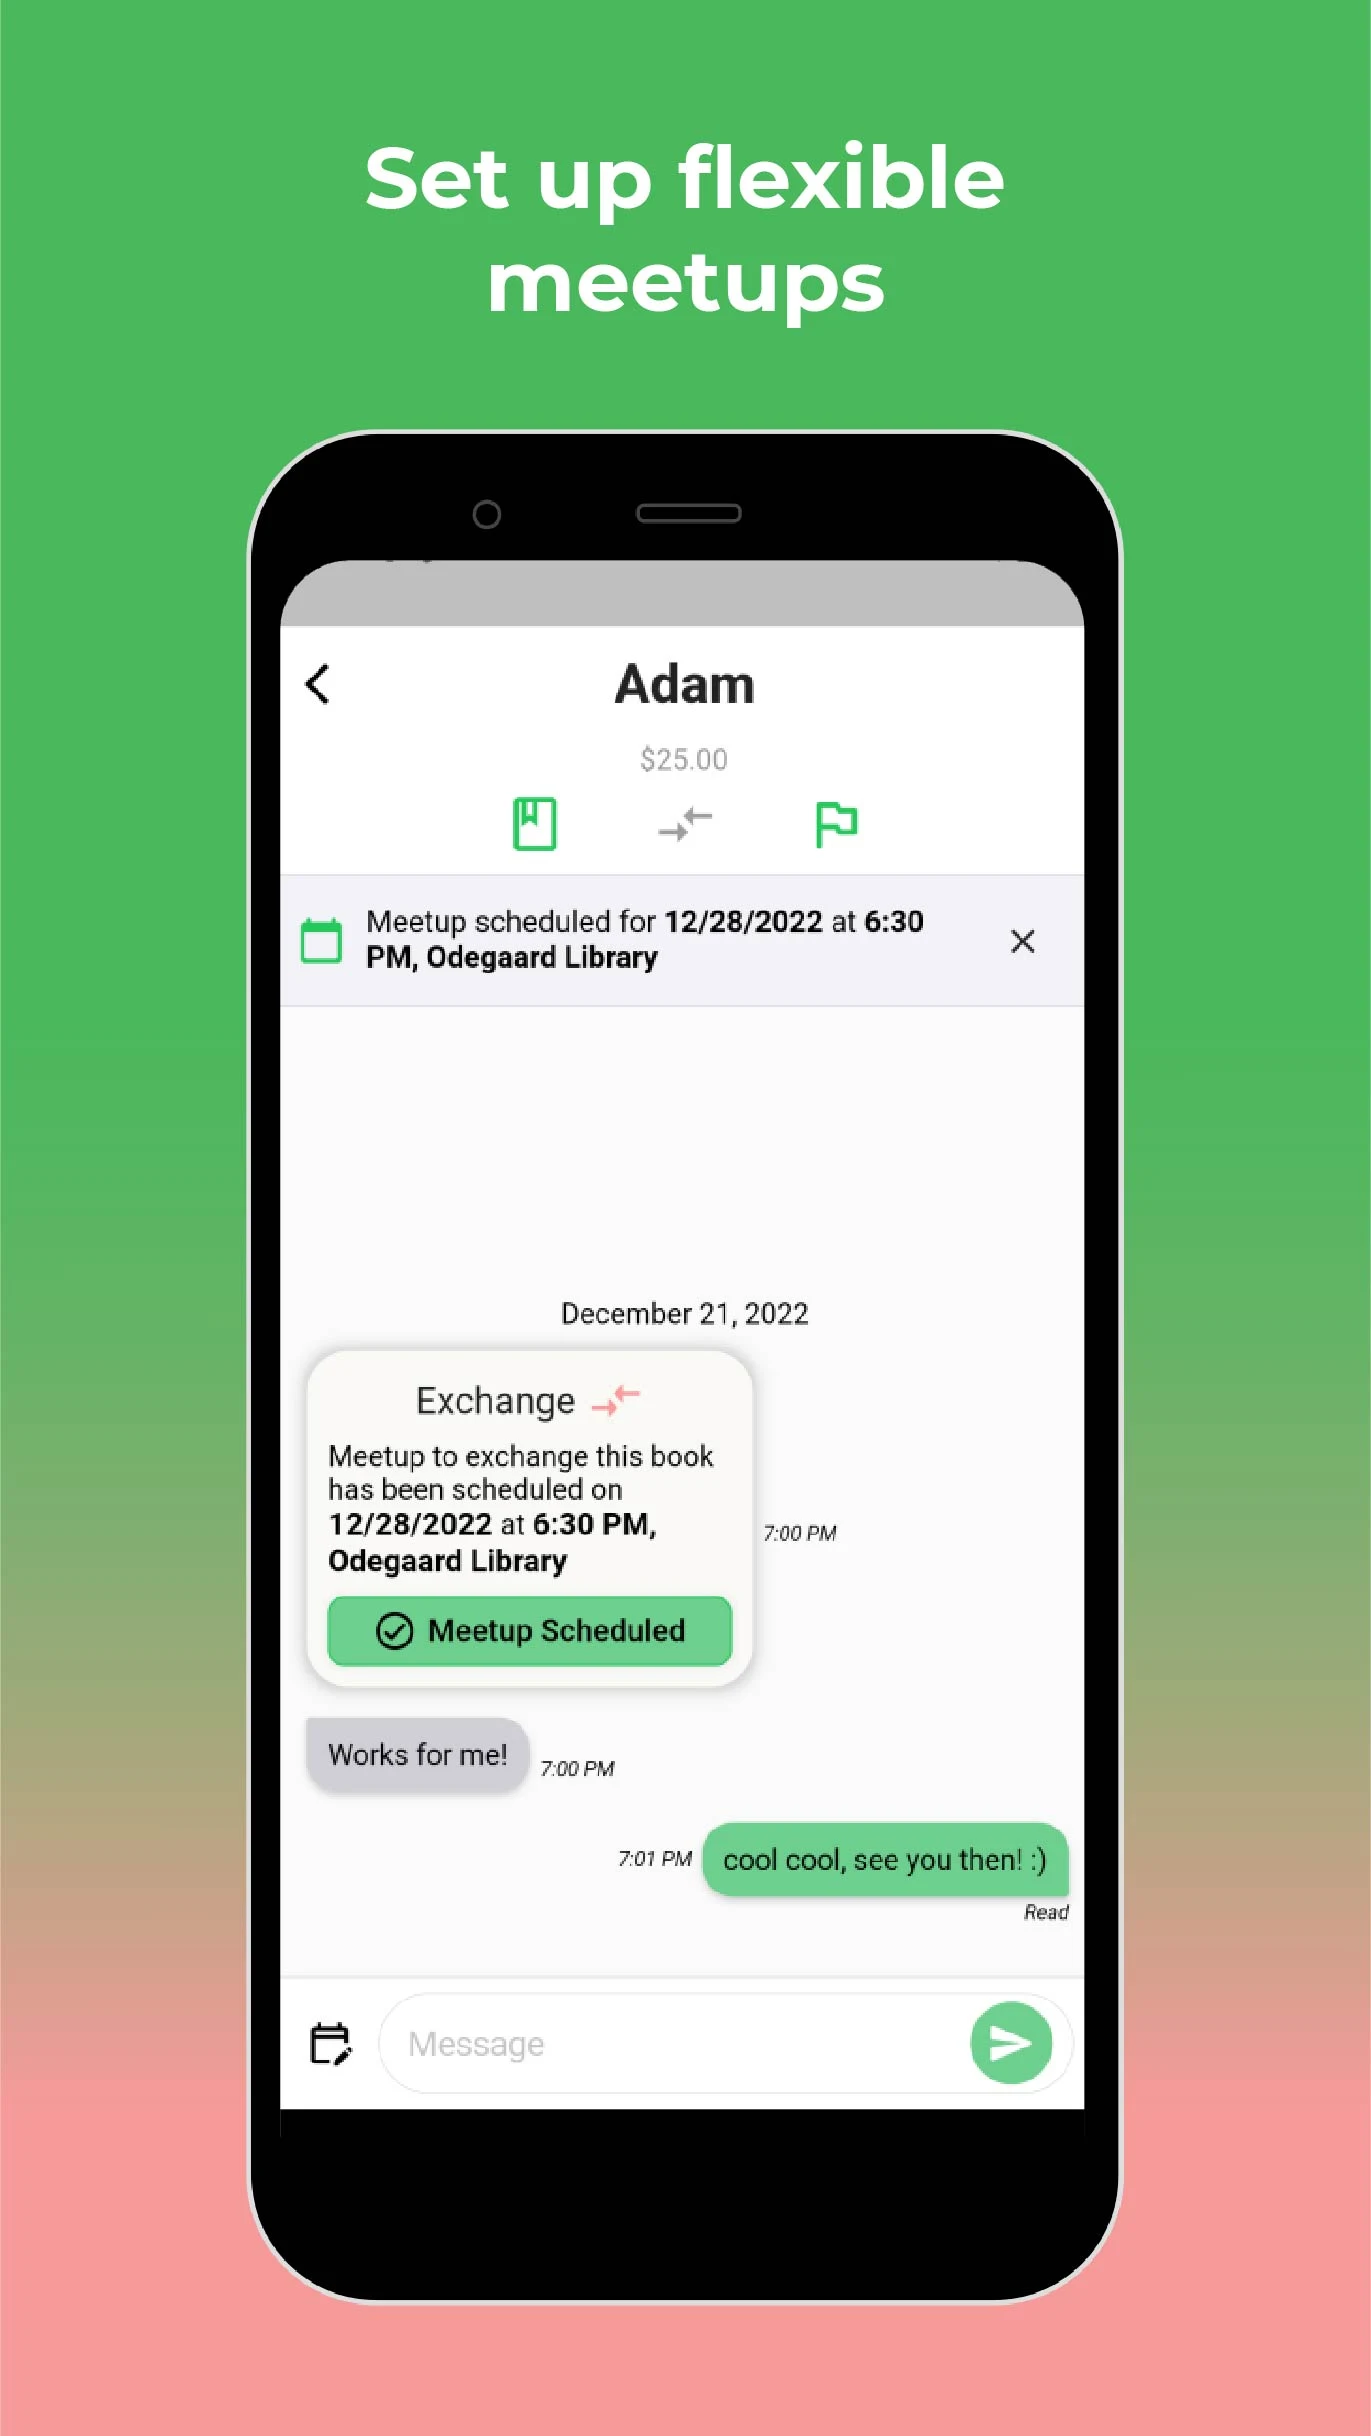 Set up flexible
meetups
Adam
$25.00
Meetup scheduled for 12/28/2022 at 6:30
PM, Odegaard Library
December 21, 2022
Exchange
Meetup to exchange this book
has been scheduled on
12/28/2022 at 6:30 PM,
Odegaard Library
7:00 PM
Meetup Scheduled
Works for me!
7:00 PM
7:01 PM
cool cool, see you then! :)
Read
Message